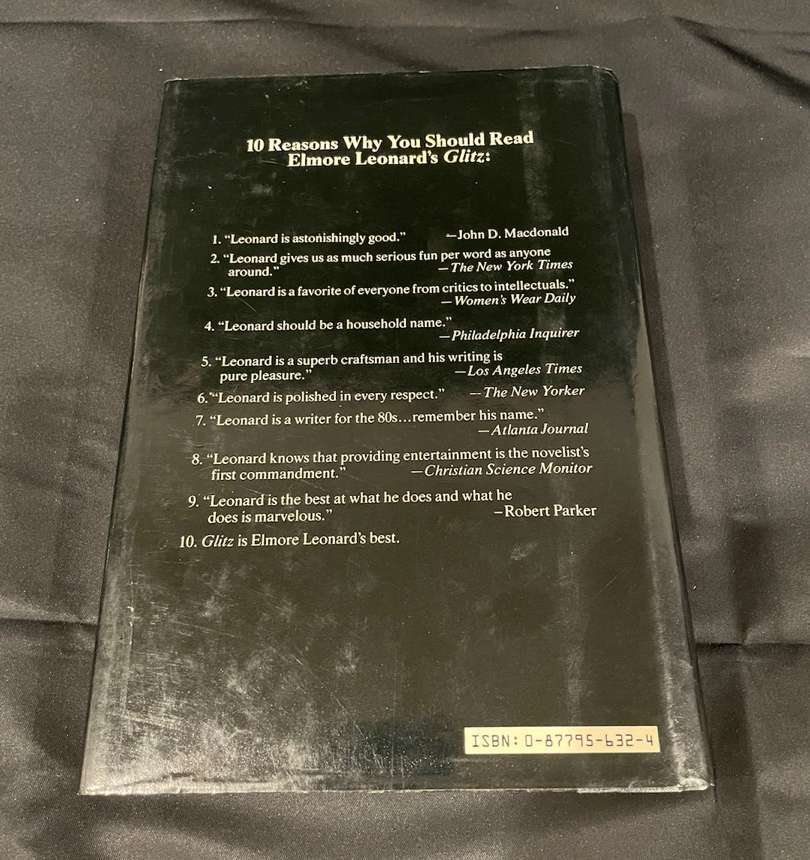 10 Reasons Why You Should Read
Elmore Leonard's Glitz:
1. “Leonard is astonishingly good.” —John D. Macdonald
2. “Leonard gives us as much serious fun per word as anyone
around.” —The New York Times
3. “Leonard is a favorite of everyone from critics to intellectuals.”
—Women's Wear Daily
4. “Leonard should be a household name.”
—Philadelphia Inquirer
5. “Leonard is a superb craftsman and his writing is
pure pleasure.” —Los Angeles Times
6. “Leonard is polished in every respect.” —The New Yorker
7. “Leonard is a writer for the 80s...remember his name.”
—Atlanta Journal
8. “Leonard knows that providing entertainment is the novelist's
first commandment.” —Christian Science Monitor
9. “Leonard is the best at what he does and what he
does is marvelous.” —Robert Parker
10. Glitz is Elmore Leonard's best.
ISBN: 0-87795-632-4